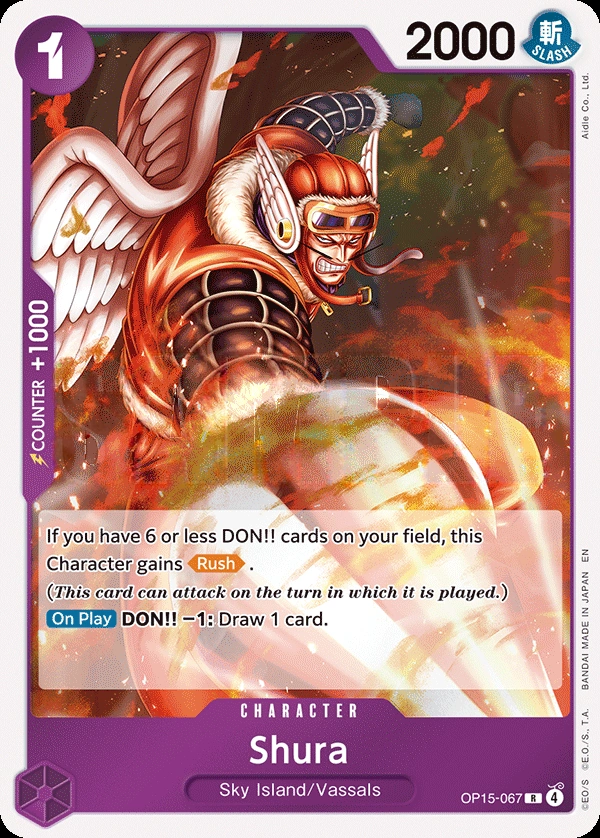 1
2000
斬
SLASH
Aidle Co., Ltd.
COUNTER +1000
If you have 6 or less DON!! cards on your field, this
Character gains Rush .
(This card can attack on the turn in which it is played.)
On Play DON!! −1: Draw 1 card.
BANDAI MADE IN JAPAN EN
©EO/S ©E.O./S., T.A.
CHARACTER
Shura
Sky Island/Vassals
OP15-067 R 4